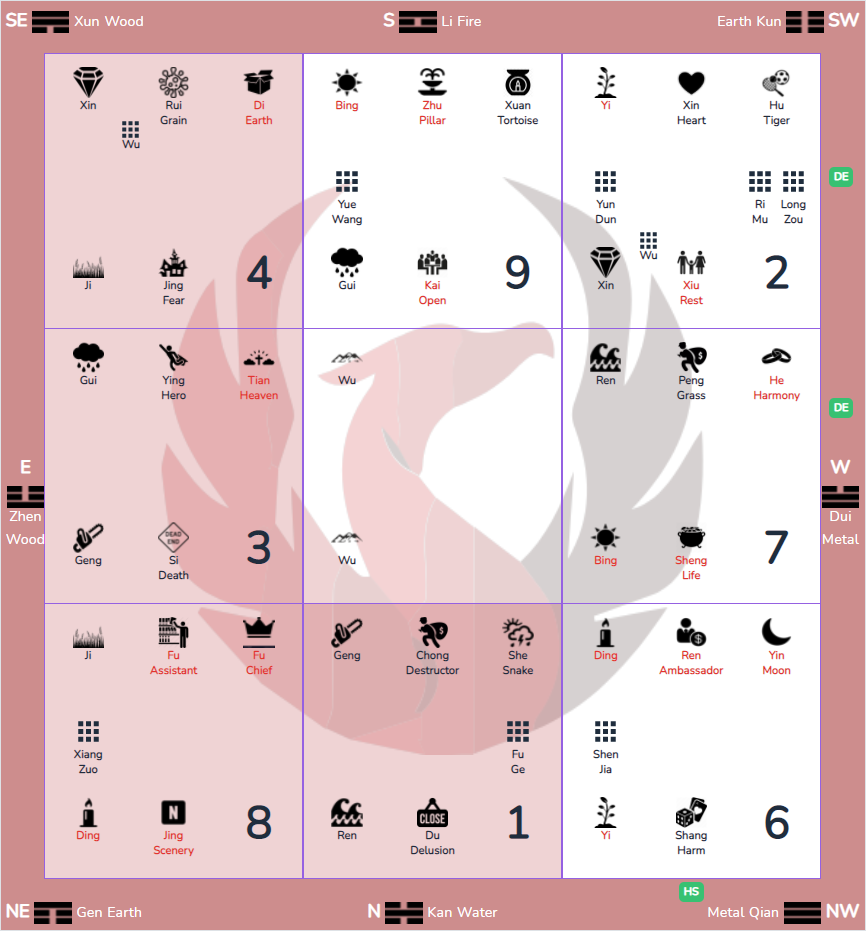 SE Xun Wood
S Li Fire
Earth Kun SW
Xin Rui Grain Di Earth
Wu
Ji Jing Fear 4
Bing Zhu Pillar Xuan Tortoise
Yue Wang
Gui Kai Open 9
A
Yi Xin Heart Hu Tiger
Yun Dun Ri Mu Long Zou
Wu
Xin Xiu Rest 2
DE
Gui Ying Hero Tian Heaven
E
Zhen
Wood
DEAD END
Geng Si Death 3
Wu
Wu
Ren Peng Grass He Harmony
Bing Sheng Life 7
DE
W
Dui
Metal
Ji Fu Assistant Fu Chief
Xiang Zuo
N
Ding Jing Scenery 8
Geng Chong Destructor She Snake
Fu Ge
CLOSE
Ren Du Delusion 1
Ding Ren Ambassador Yin Moon
Shen Jia
Yi Shang Harm 6
HS
NE Gen Earth
N Kan Water
Metal Qian NW